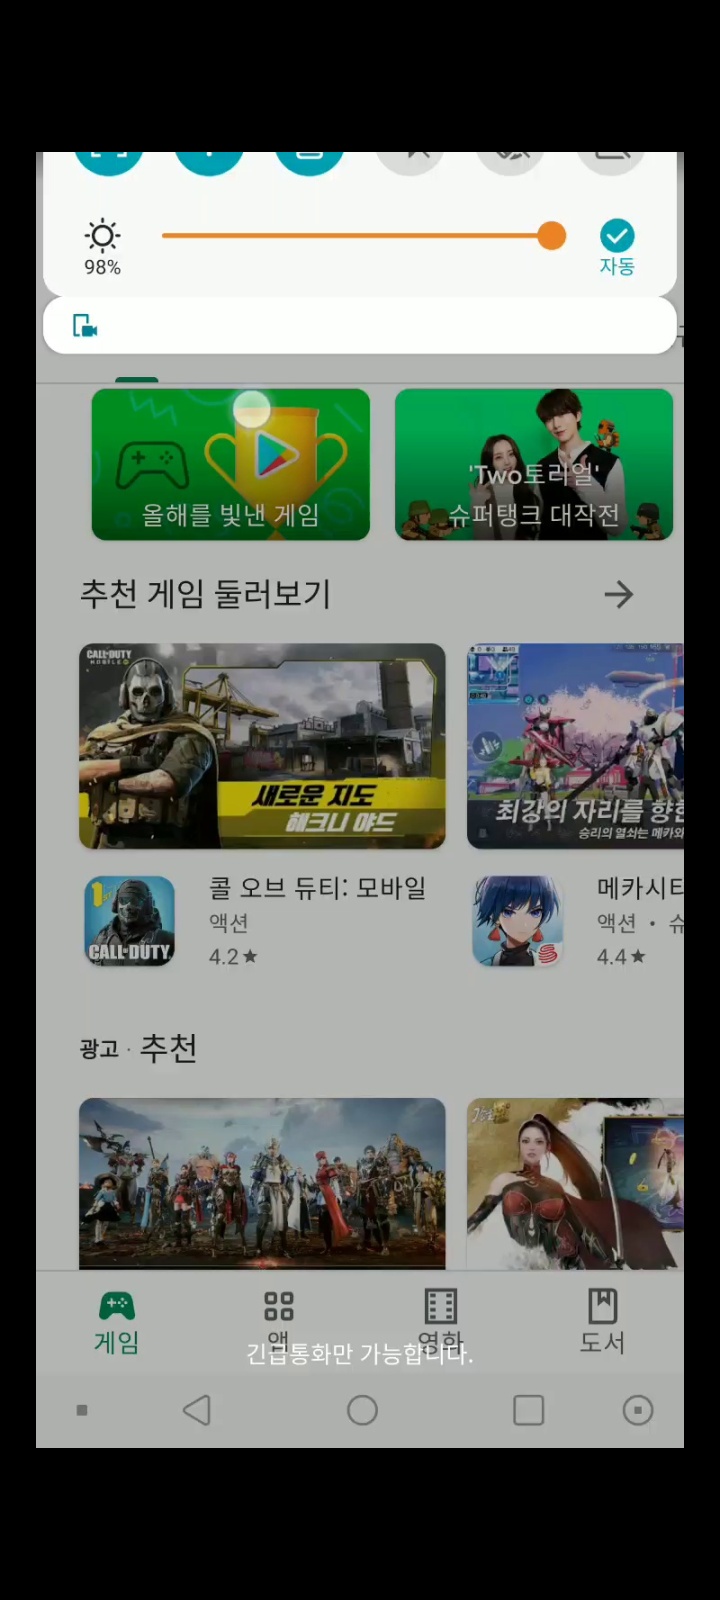 98%
자동
올해를 빛낸 게임
'Two토리얼'
슈퍼탱크 대작전
추천 게임 둘러보기
CALL·DUTY
MOBILE
새로운 지도
해크니 야드
최강의 자리를 향한
승리의 열쇠는 메카와
1
CALL·DUTY
콜 오브 듀티: 모바일
액션
4.2★
메카시티
액션 · 슈
4.4★
광고 · 추천
게임
앱
영화
도서
긴급통화만 가능합니다.